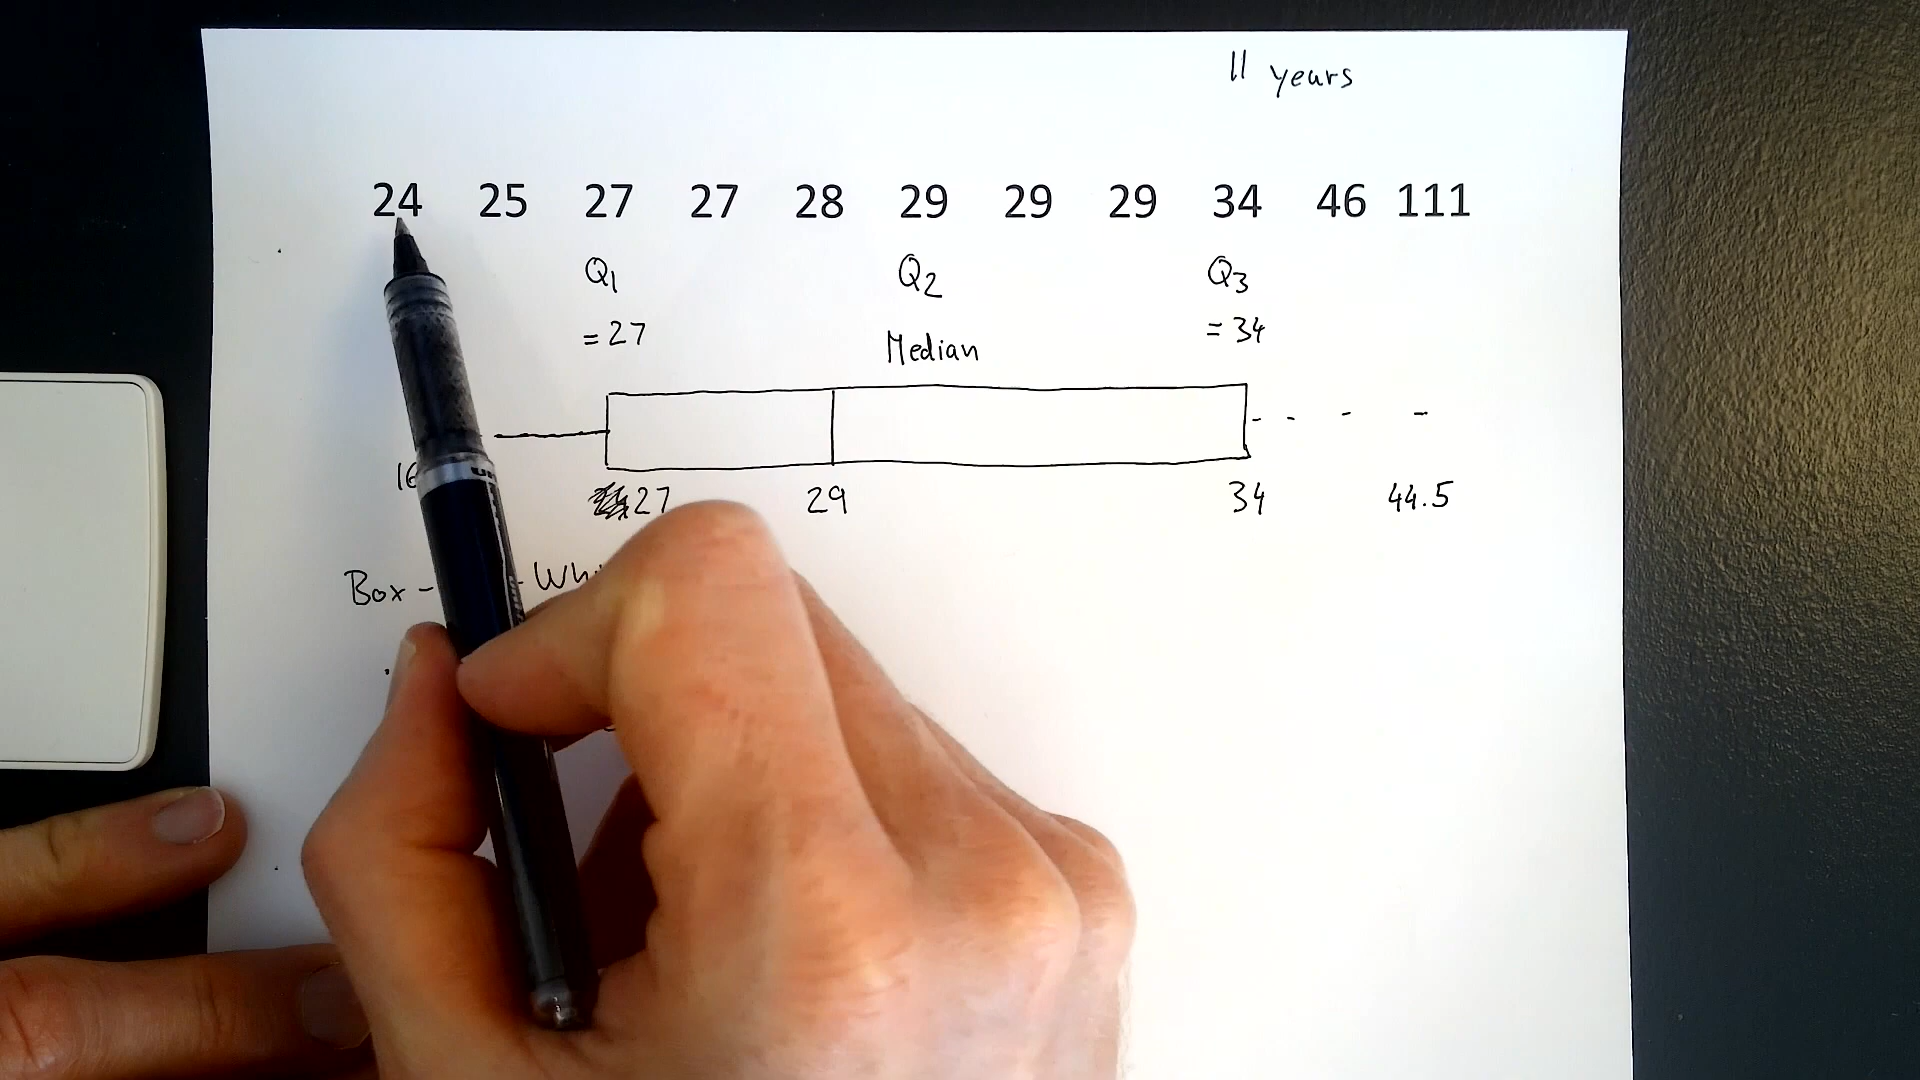 11 years
24 25 27 27 28 29 29 29 34 46 111
Q1 Q2 Q3
= 27 = 34
Median
27 29 34 44.5
Box -